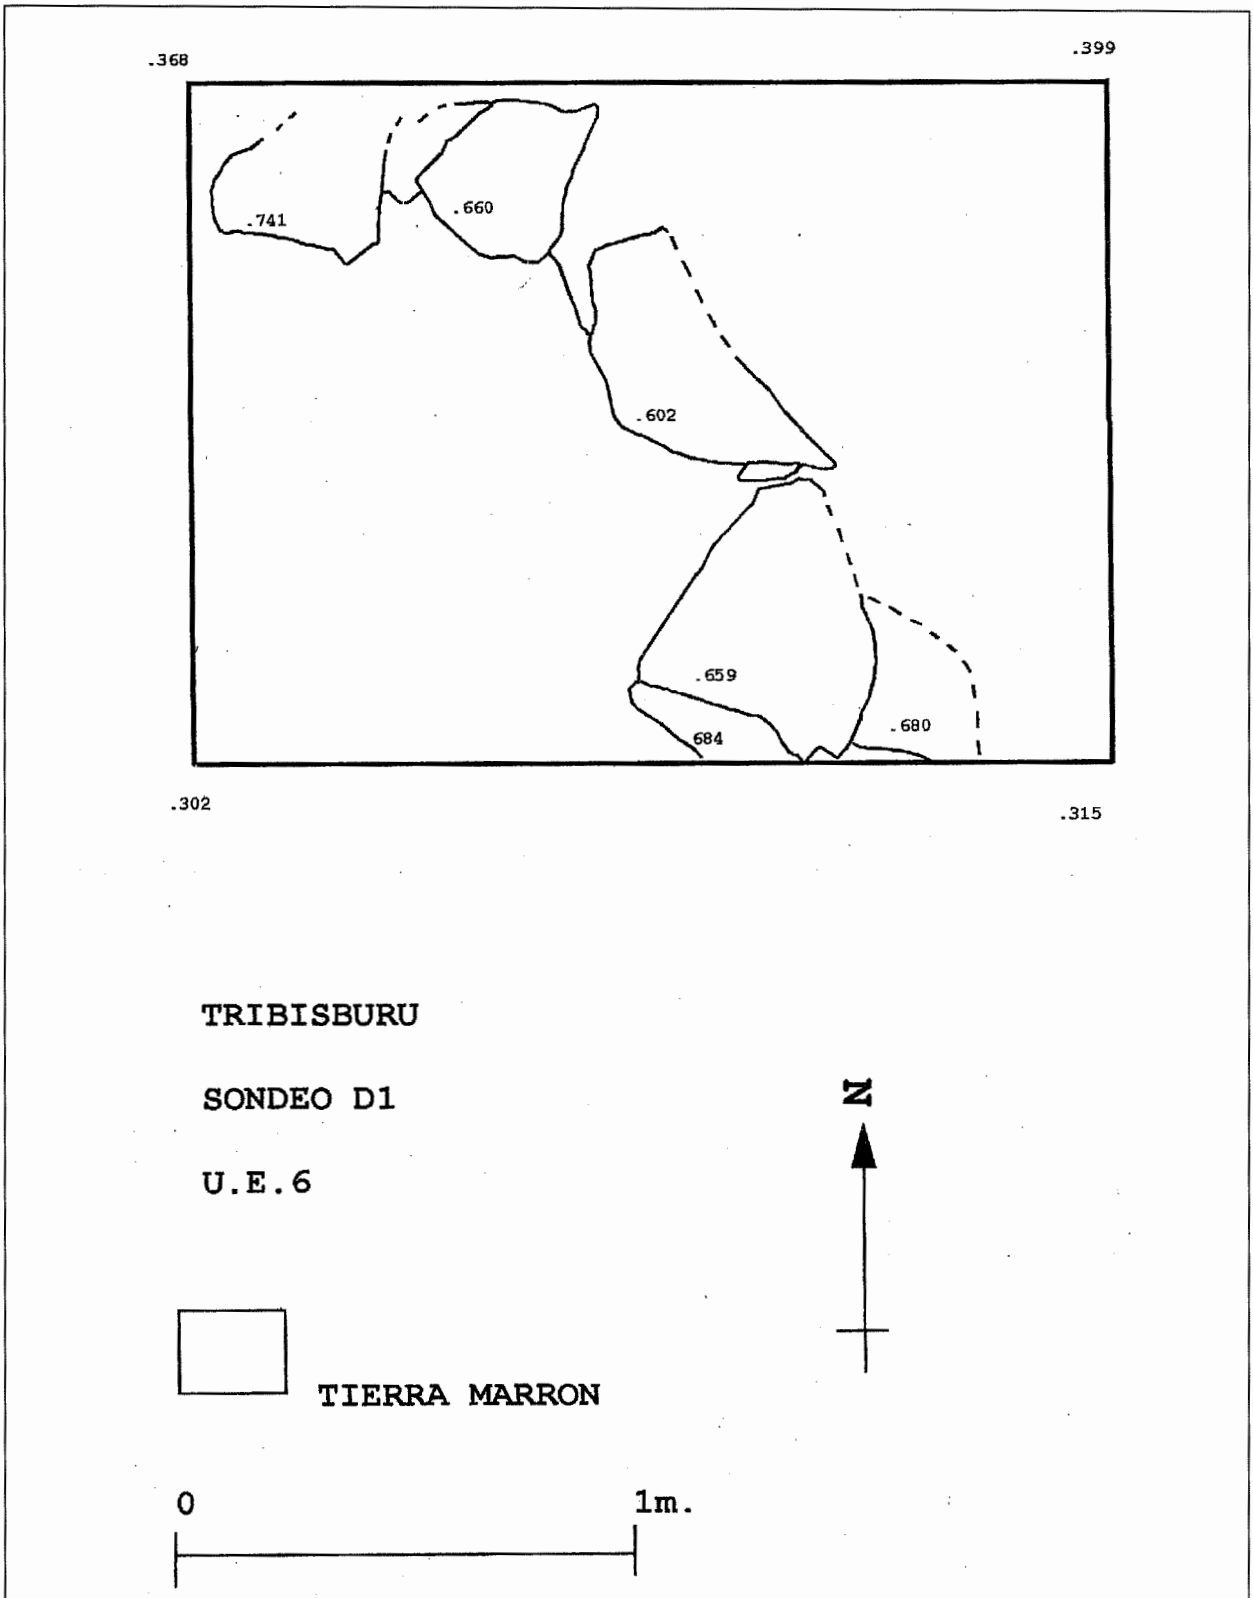 .368
.399
.741
.660
.602
.659
.680
684
.302
.315
TRIBISBURU
SONDEO D1
N
U.E.6
TIERRA MARRON
0 1m.